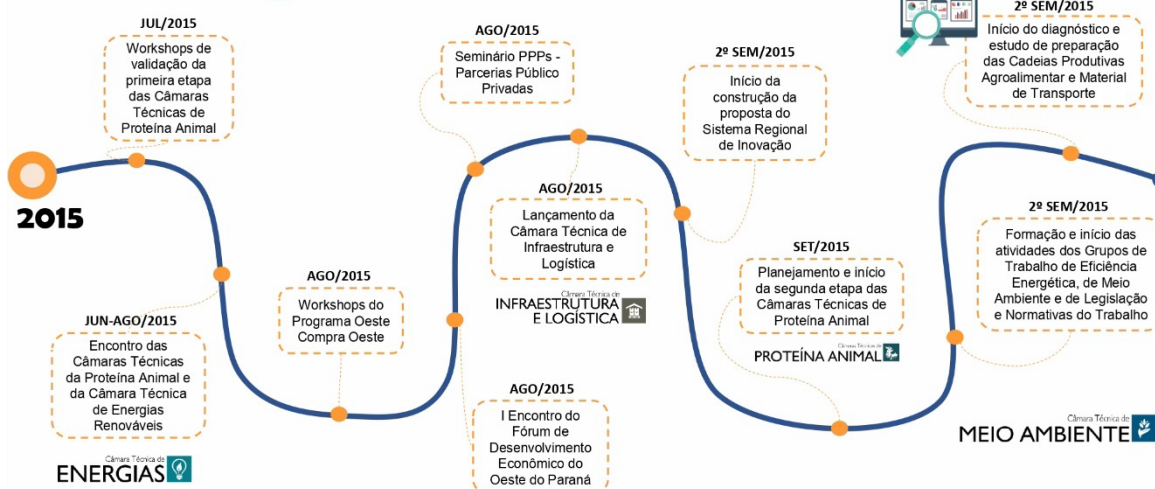 2015
JUL/2015
Workshops de
validação da
primeira etapa
das Câmaras
Técnicas de
Proteína Animal
JUN-AGO/2015
Encontro das
Câmaras Técnicas
da Proteína Animal e
da Câmara Técnica
de Energias
Renováveis
Câmara Técnica de
ENERGIAS
AGO/2015
Workshops do
Programa Oeste
Compra Oeste
AGO/2015
I Encontro do
Fórum de
Desenvolvimento
Econômico do
Oeste do Paraná
AGO/2015
Seminário PPPs -
Parcerias Público
Privadas
AGO/2015
Lançamento da
Câmara Técnica de
Infraestrutura e
Logística
Câmara Técnica de
INFRAESTRUTURA
E LOGÍSTICA
2º SEM/2015
Início da
construção da
proposta do
Sistema Regional
de Inovação
SET/2015
Planejamento e início
da segunda etapa das
Câmaras Técnicas de
Proteína Animal
Câmara Técnica de
PROTEÍNA ANIMAL
2º SEM/2015
Formação e início das
atividades dos Grupos de
Trabalho de Eficiência
Energética, de Meio
Ambiente e de Legislação
e Normativas do Trabalho
Câmara Técnica de
MEIO AMBIENTE
2º SEM/2015
Início do diagnóstico e
estudo de preparação
das Cadeias Produtivas
Agroalimentar e Material
de Transporte